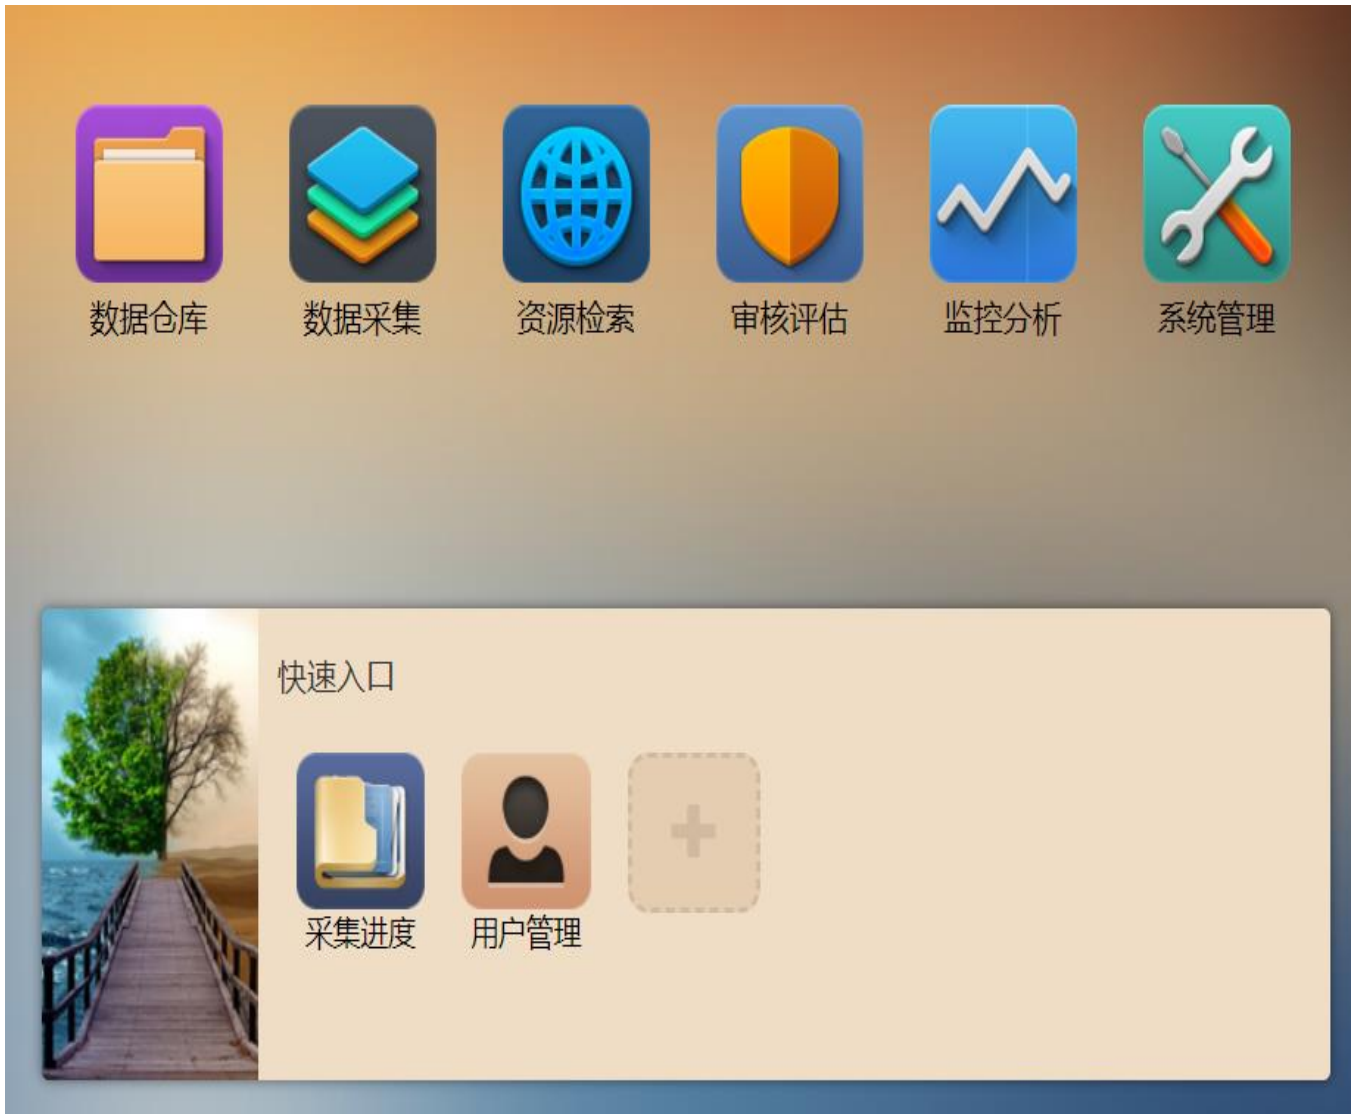 数据仓库 数据采集 资源检索 审核评估 监控分析 系统管理
快速入口
采集进度 用户管理